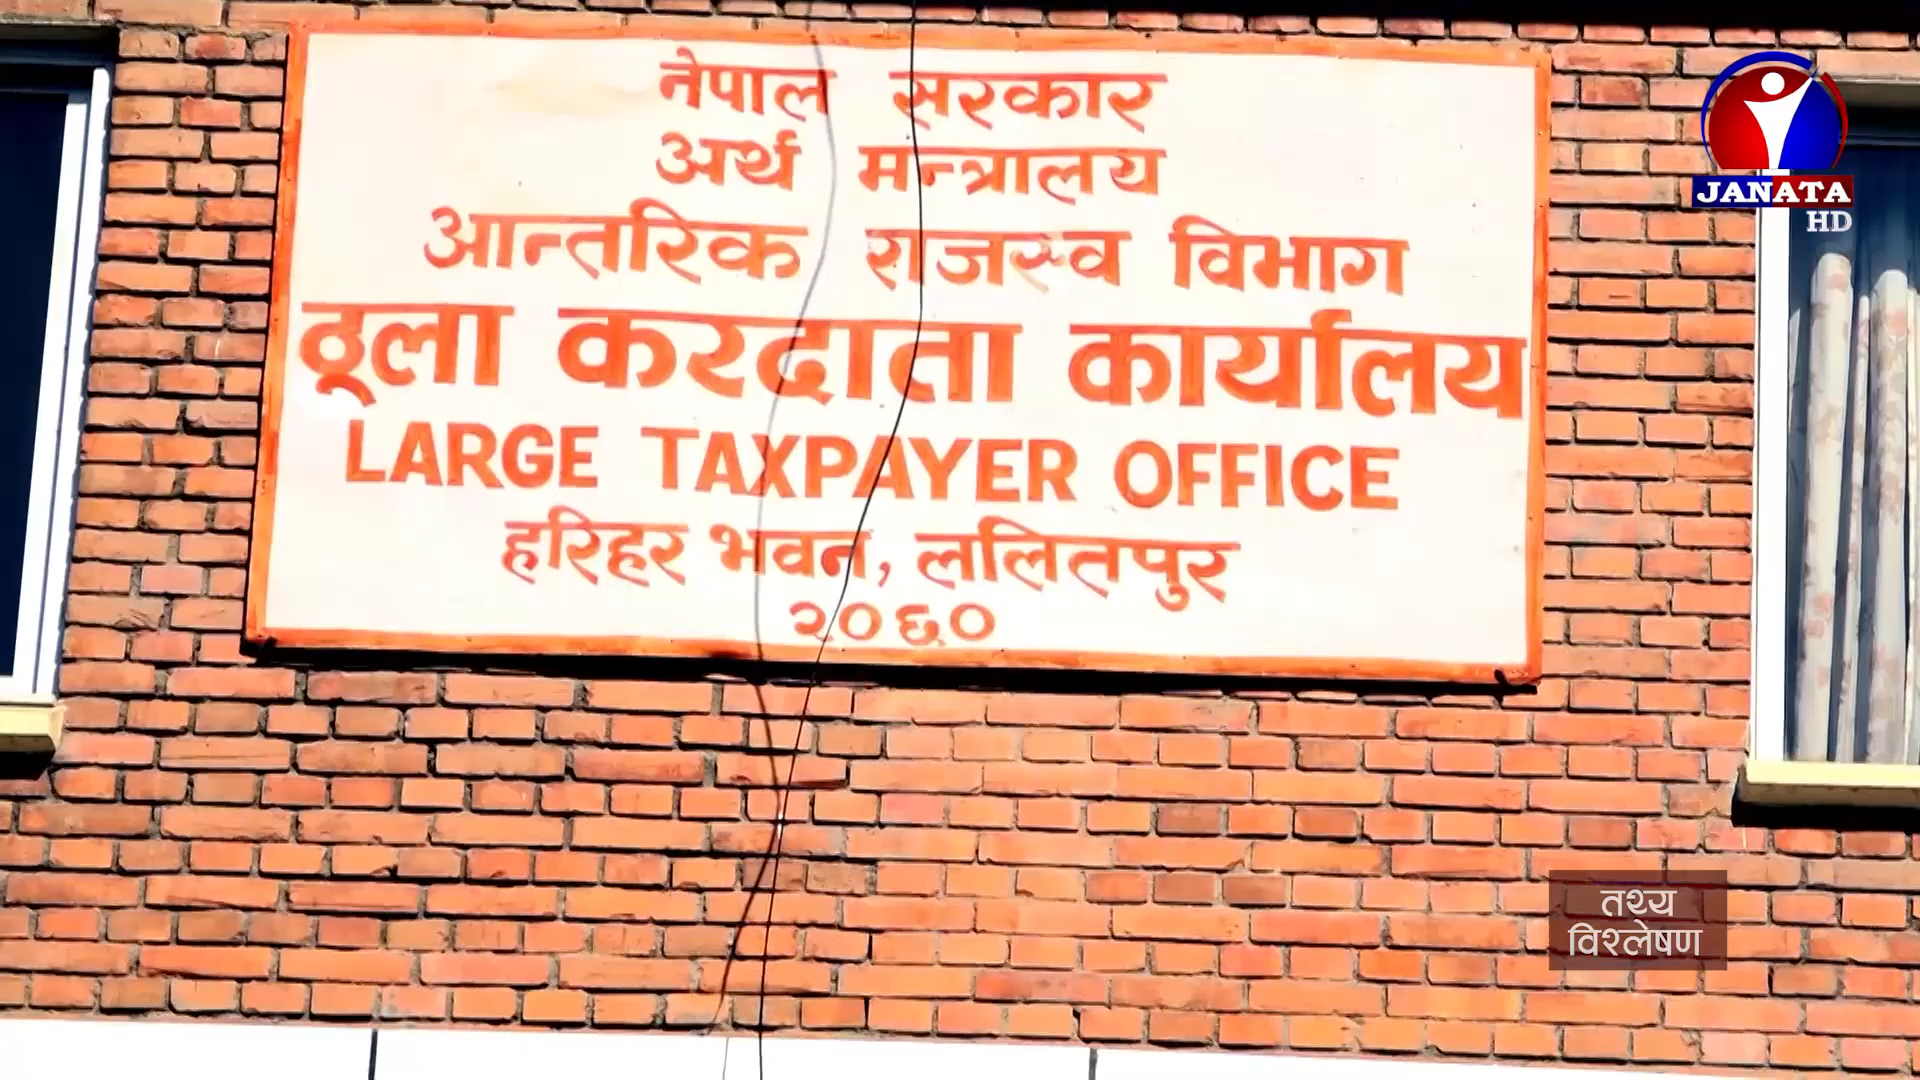 नेपाल सरकार
अर्थ मन्त्रालय
आन्तरिक राजस्व विभाग
ठूला करदाता कार्यालय
LARGE TAXPAYER OFFICE
हरिहर भवन, ललितपुर
२०६०
JANATA
HD
तथ्य
विश्लेषण